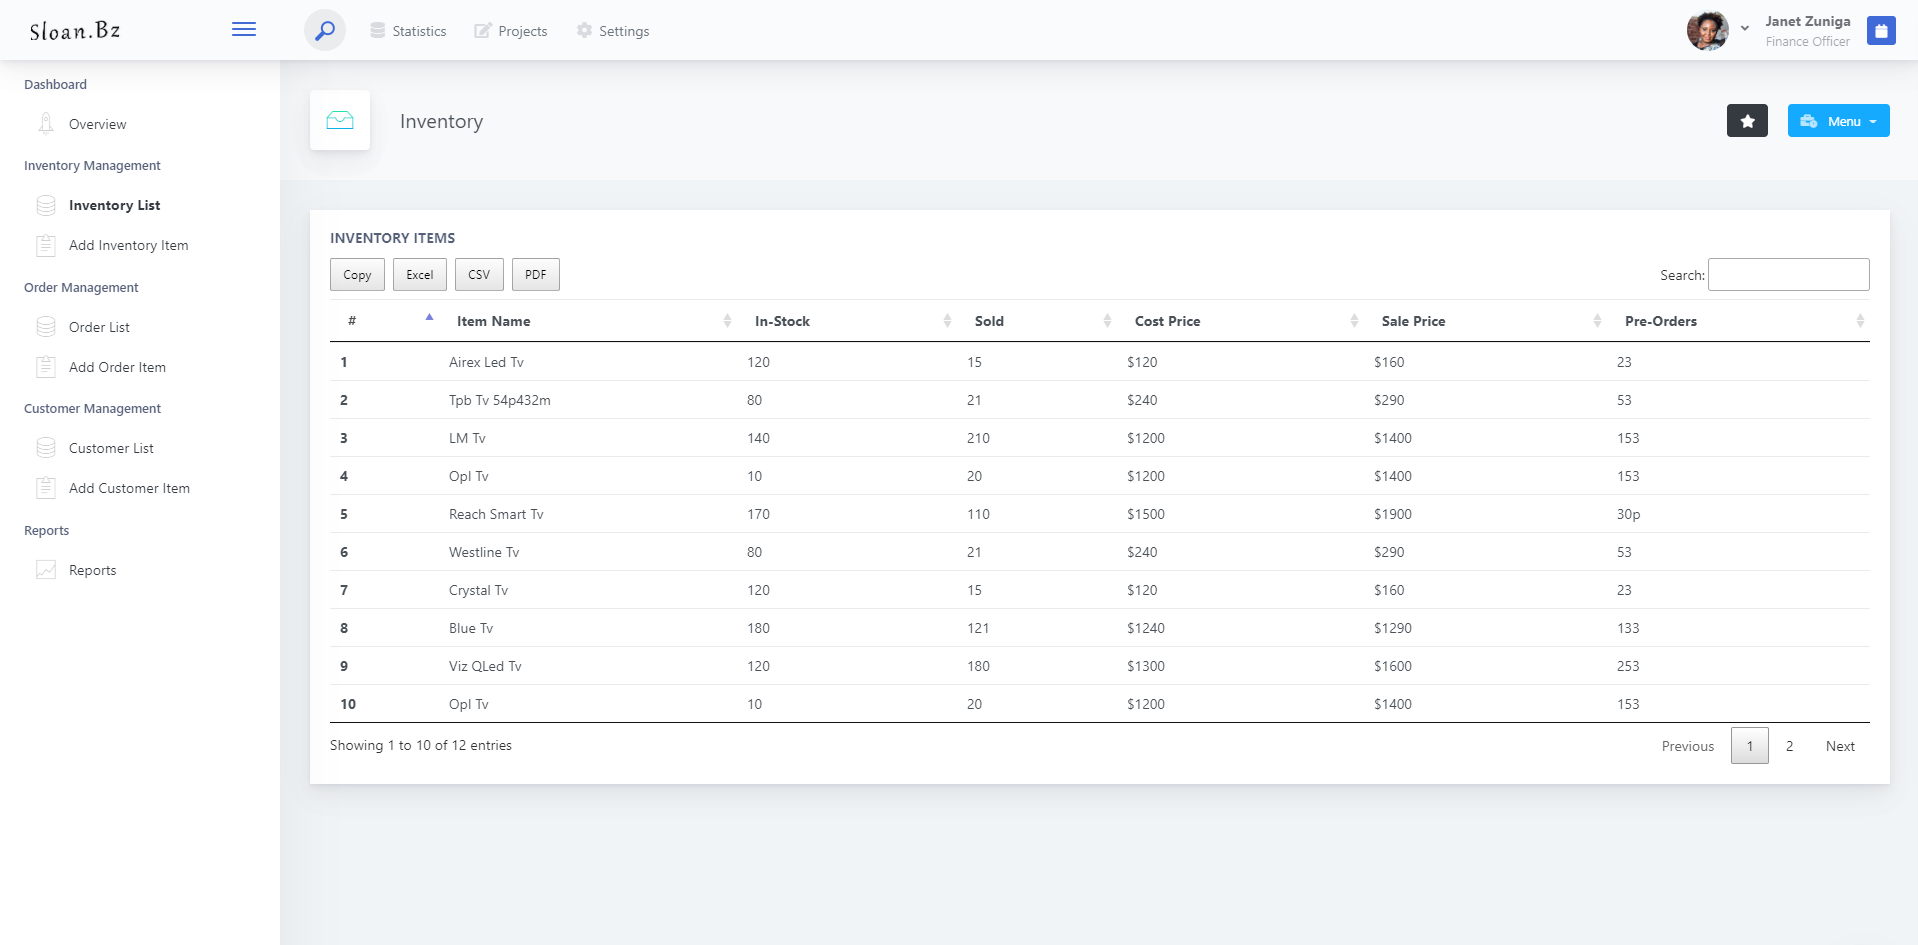 Sloan.Bz
Statistics Projects Settings
Janet Zuniga
Finance Officer
Dashboard
Overview
Inventory Management
Inventory List
Add Inventory Item
Order Management
Order List
Add Order Item
Customer Management
Customer List
Add Customer Item
Reports
Reports
Inventory
Menu
INVENTORY ITEMS
Copy Excel CSV PDF
Search:
# Item Name In-Stock Sold Cost Price Sale Price Pre-Orders
1 Airex Led Tv 120 15 $120 $160 23
2 Tpb Tv 54p432m 80 21 $240 $290 53
3 LM Tv 140 210 $1200 $1400 153
4 Opl Tv 10 20 $1200 $1400 153
5 Reach Smart Tv 170 110 $1500 $1900 30p
6 Westline Tv 80 21 $240 $290 53
7 Crystal Tv 120 15 $120 $160 23
8 Blue Tv 180 121 $1240 $1290 133
9 Viz QLed Tv 120 180 $1300 $1600 253
10 Opl Tv 10 20 $1200 $1400 153
Showing 1 to 10 of 12 entries
Previous 1 2 Next